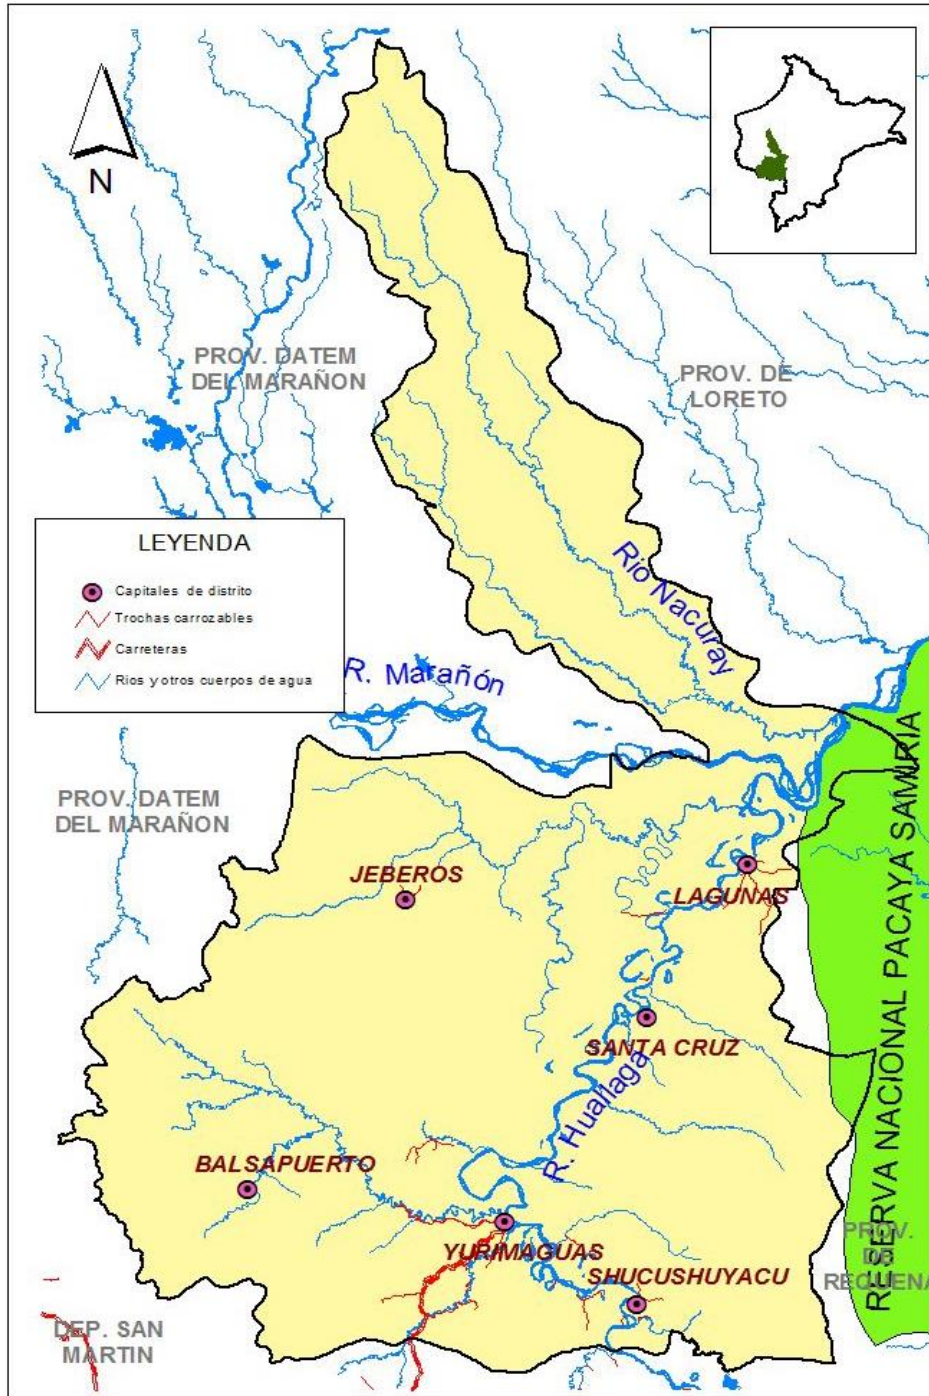 N
PROV. DATEM
DEL MARAÑON
PROV. DE
LORETO
LEYENDA
Capitales de distrito
Trochas carrozables
Carreteras
Rios y otros cuerpos de agua
Rio Nacuray
R. Marañón
PROV. DATEM
DEL MARAÑON
JEBEROS
LAGUNAS
SANTA CRUZ
R. Huallaga
BALSAPUERTO
YURIMAGUAS
SHUCUSHUYACU
RESERVA NACIONAL PACAYA SAMIRIA
PROV.
DE
REQUENA
DEP. SAN
MARTIN